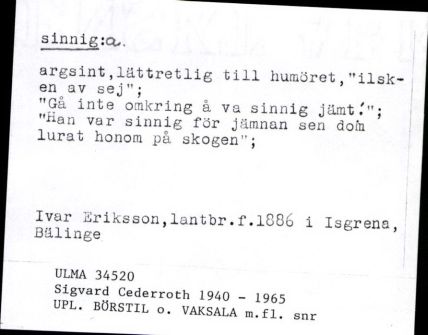 sinnig:a.
argsint,lättretlig till humöret,"ilsk-
en av sej";
"Gå inte omkring å va sinnig jämt!";
"Han var sinnig för jämnan sen dom
lurat honom på skogen";
Ivar Eriksson,lantbr.f.1886 i Isgrena,
Bälinge
ULMA 34520
Sigvard Cederroth 1940 - 1965
UPL. BÖRSTIL o. VAKSALA m.fl. snr